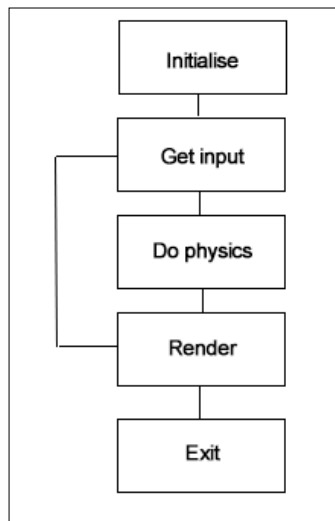 Initialise
Get input
Do physics
Render
Exit